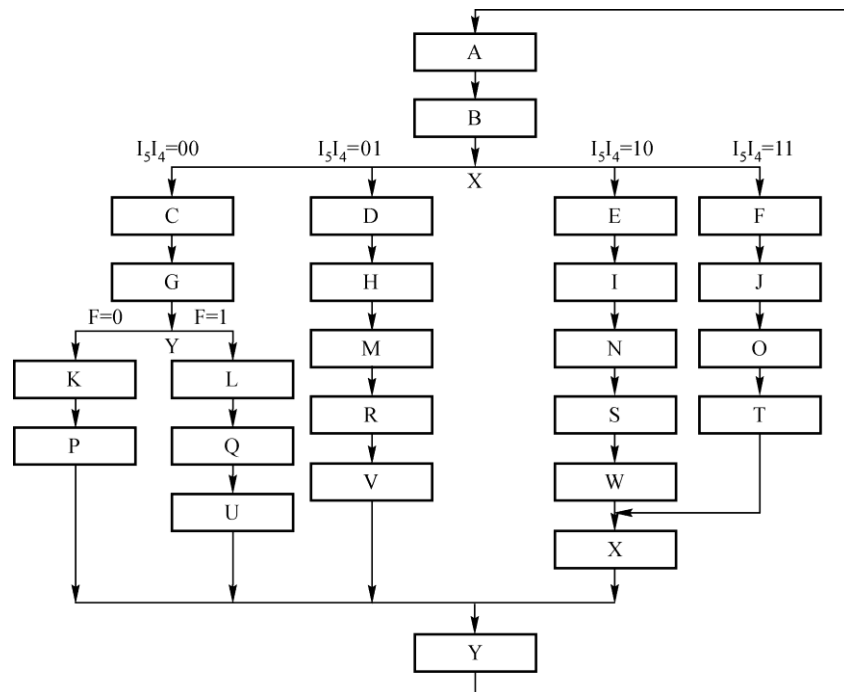 A
B
I₅I₄=00 I₅I₄=01 I₅I₄=10 I₅I₄=11
X
C D E F
G H I J
F=0 F=1
Y
K L M N O
P Q R S T
U V W
X
Y